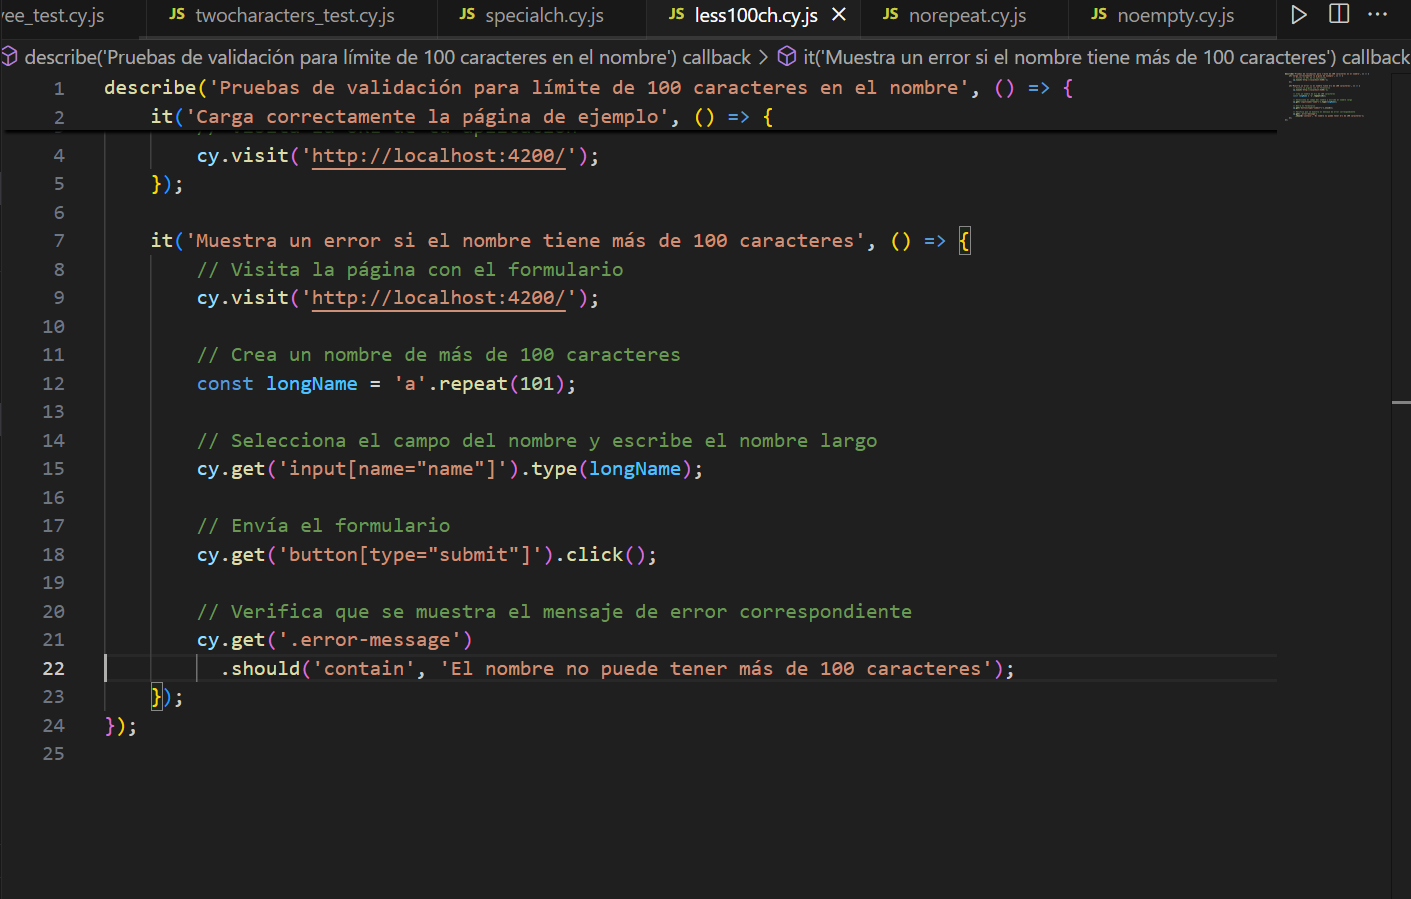 ee_test.cy.js JS twocharacters_test.cy.js JS specialch.cy.js JS less100ch.cy.js JS norepeat.cy.js JS noempty.cy.js
describe('Pruebas de validación para límite de 100 caracteres en el nombre') callback > it('Muestra un error si el nombre tiene más de 100 caracteres') callback
1 describe('Pruebas de validación para límite de 100 caracteres en el nombre', () => {
2 it('Carga correctamente la página de ejemplo', () => {
4 cy.visit('http://localhost:4200/');
5 });
6
7 it('Muestra un error si el nombre tiene más de 100 caracteres', () => {
8 // Visita la página con el formulario
9 cy.visit('http://localhost:4200/');
10
11 // Crea un nombre de más de 100 caracteres
12 const longName = 'a'.repeat(101);
13
14 // Selecciona el campo del nombre y escribe el nombre largo
15 cy.get('input[name="name"]').type(longName);
16
17 // Envía el formulario
18 cy.get('button[type="submit"]').click();
19
20 // Verifica que se muestra el mensaje de error correspondiente
21 cy.get('.error-message')
22 .should('contain', 'El nombre no puede tener más de 100 caracteres');
23 });
24 });
25